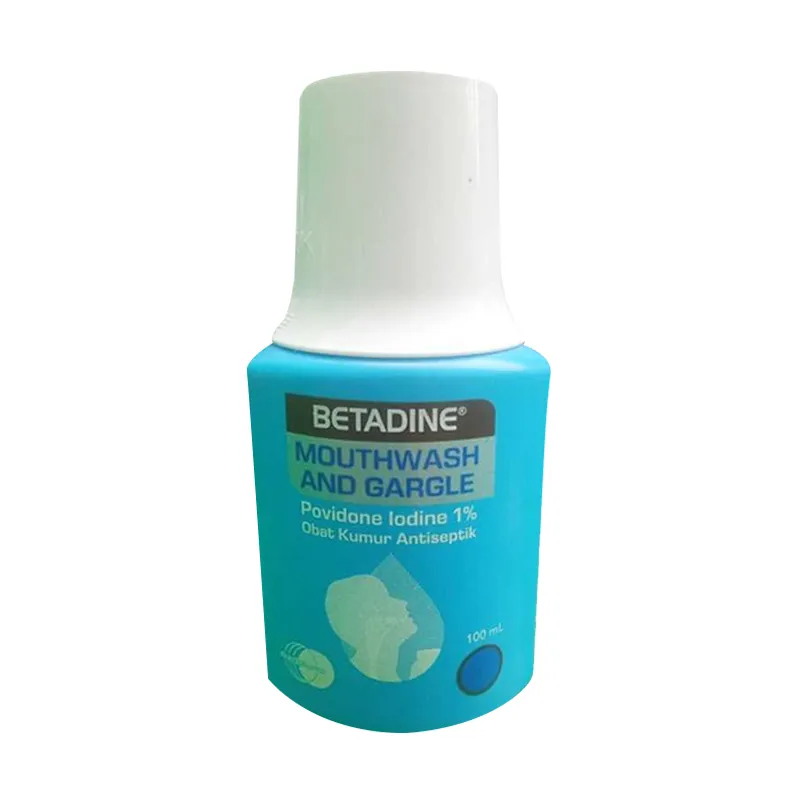 BETADINE®
MOUTHWASH
AND GARGLE
Povidone Iodine 1%
Obat Kumur Antiseptik
100 mL